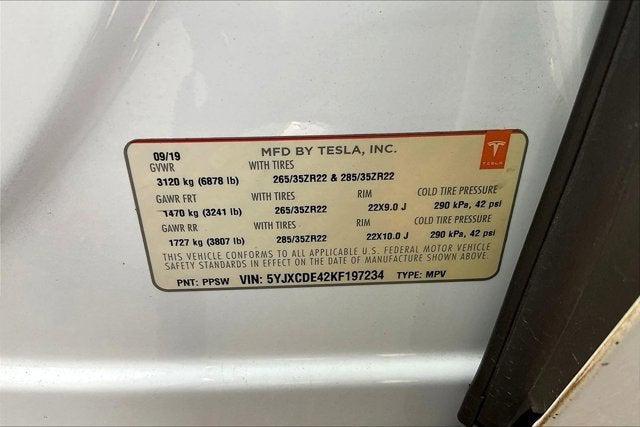 09/19 MFD BY TESLA, INC.
TESLA
GVWR WITH TIRES
3120 kg (6878 lb) 265/35ZR22 & 285/35ZR22
GAWR FRT WITH TIRES RIM COLD TIRE PRESSURE
1470 kg (3241 lb) 265/35ZR22 22X9.0 J 290 kPa, 42 psi
GAWR RR WITH TIRES RIM COLD TIRE PRESSURE
1727 kg (3807 lb) 285/35ZR22 22X10.0 J 290 kPa, 42 psi
THIS VEHICLE CONFORMS TO ALL APPLICABLE U.S. FEDERAL MOTOR VEHICLE
SAFETY STANDARDS IN EFFECT ON THE DATE OF MANUFACTURE SHOWN ABOVE.
PNT: PPSW VIN: 5YJXCDE42KF197234 TYPE: MPV